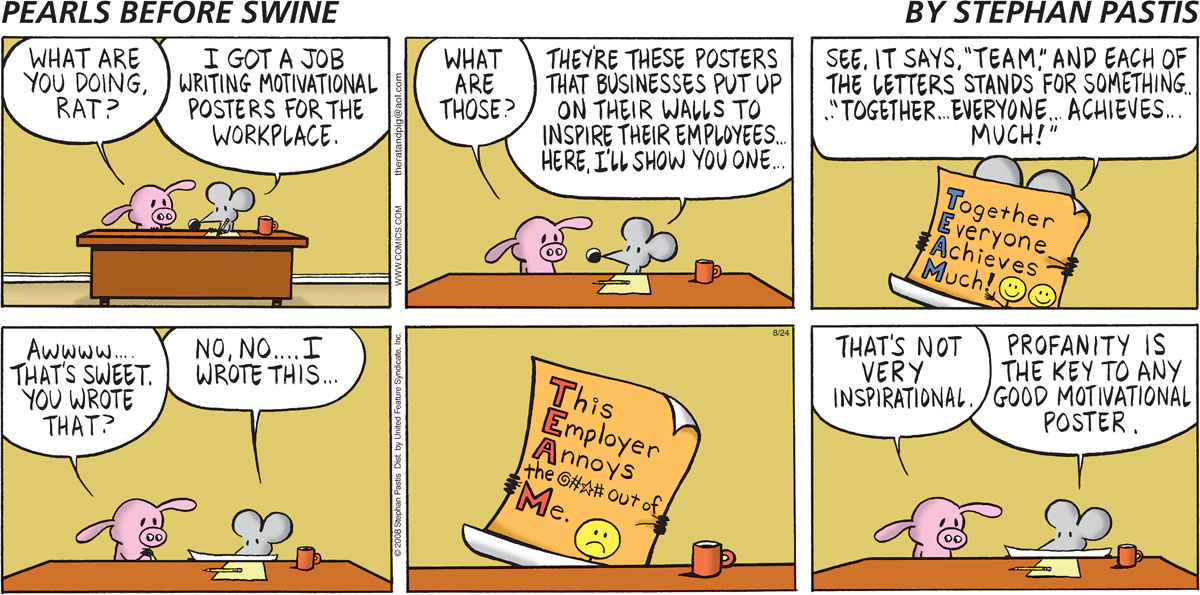 PEARLS BEFORE SWINE
BY STEPHAN PASTIS
WHAT ARE
YOU DOING,
RAT?
I GOT A JOB
WRITING MOTIVATIONAL
POSTERS FOR THE
WORKPLACE.
WWW.COMICS.COM theratandpig@aol.com
WHAT
ARE
THOSE?
THEY'RE THESE POSTERS
THAT BUSINESSES PUT UP
ON THEIR WALLS TO
INSPIRE THEIR EMPLOYEES...
HERE, I'LL SHOW YOU ONE...
SEE, IT SAYS, "TEAM," AND EACH OF
THE LETTERS STANDS FOR SOMETHING..
.."TOGETHER...EVERYONE... ACHIEVES...
MUCH!"
Together
Everyone
Achieves
Much!
AWWWW....
THAT'S SWEET.
YOU WROTE
THAT?
NO, NO....I
WROTE THIS...
© 2008 Stephan Pastis Dist. by United Feature Syndicate, Inc.
8/24
This
Employer
Annoys
the @#☆# out of
Me.
THAT'S NOT
VERY
INSPIRATIONAL.
PROFANITY IS
THE KEY TO ANY
GOOD MOTIVATIONAL
POSTER.